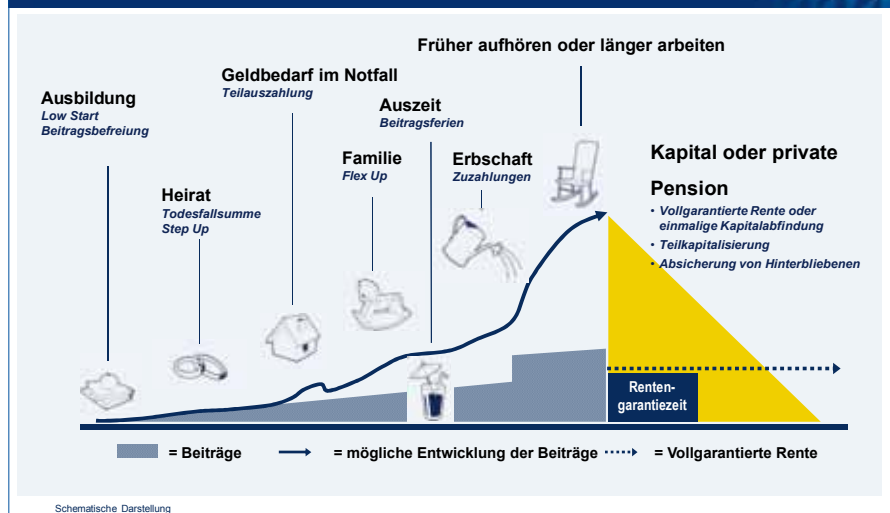 Früher aufhören oder länger arbeiten
Geldbedarf im Notfall
Teilauszahlung
Ausbildung
Low Start
Beitragsbefreiung
Auszeit
Beitragsferien
Familie
Flex Up
Erbschaft
Zuzahlungen
Heirat
Todesfallsumme
Step Up
Kapital oder private
Pension
• Vollgarantierte Rente oder
einmalige Kapitalabfindung
• Teilkapitalisierung
• Absicherung von Hinterbliebenen
Renten-
garantiezeit
= Beiträge
= mögliche Entwicklung der Beiträge
= Vollgarantierte Rente
Schematische Darstellung